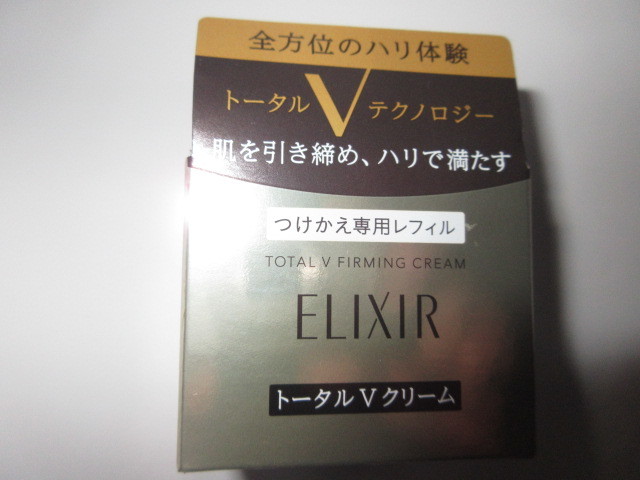 全方位のハリ体験
トータル V テクノロジー
肌を引き締め、ハリで満たす
つけかえ専用レフィル
TOTAL V FIRMING CREAM
ELIXIR
トータル V クリーム